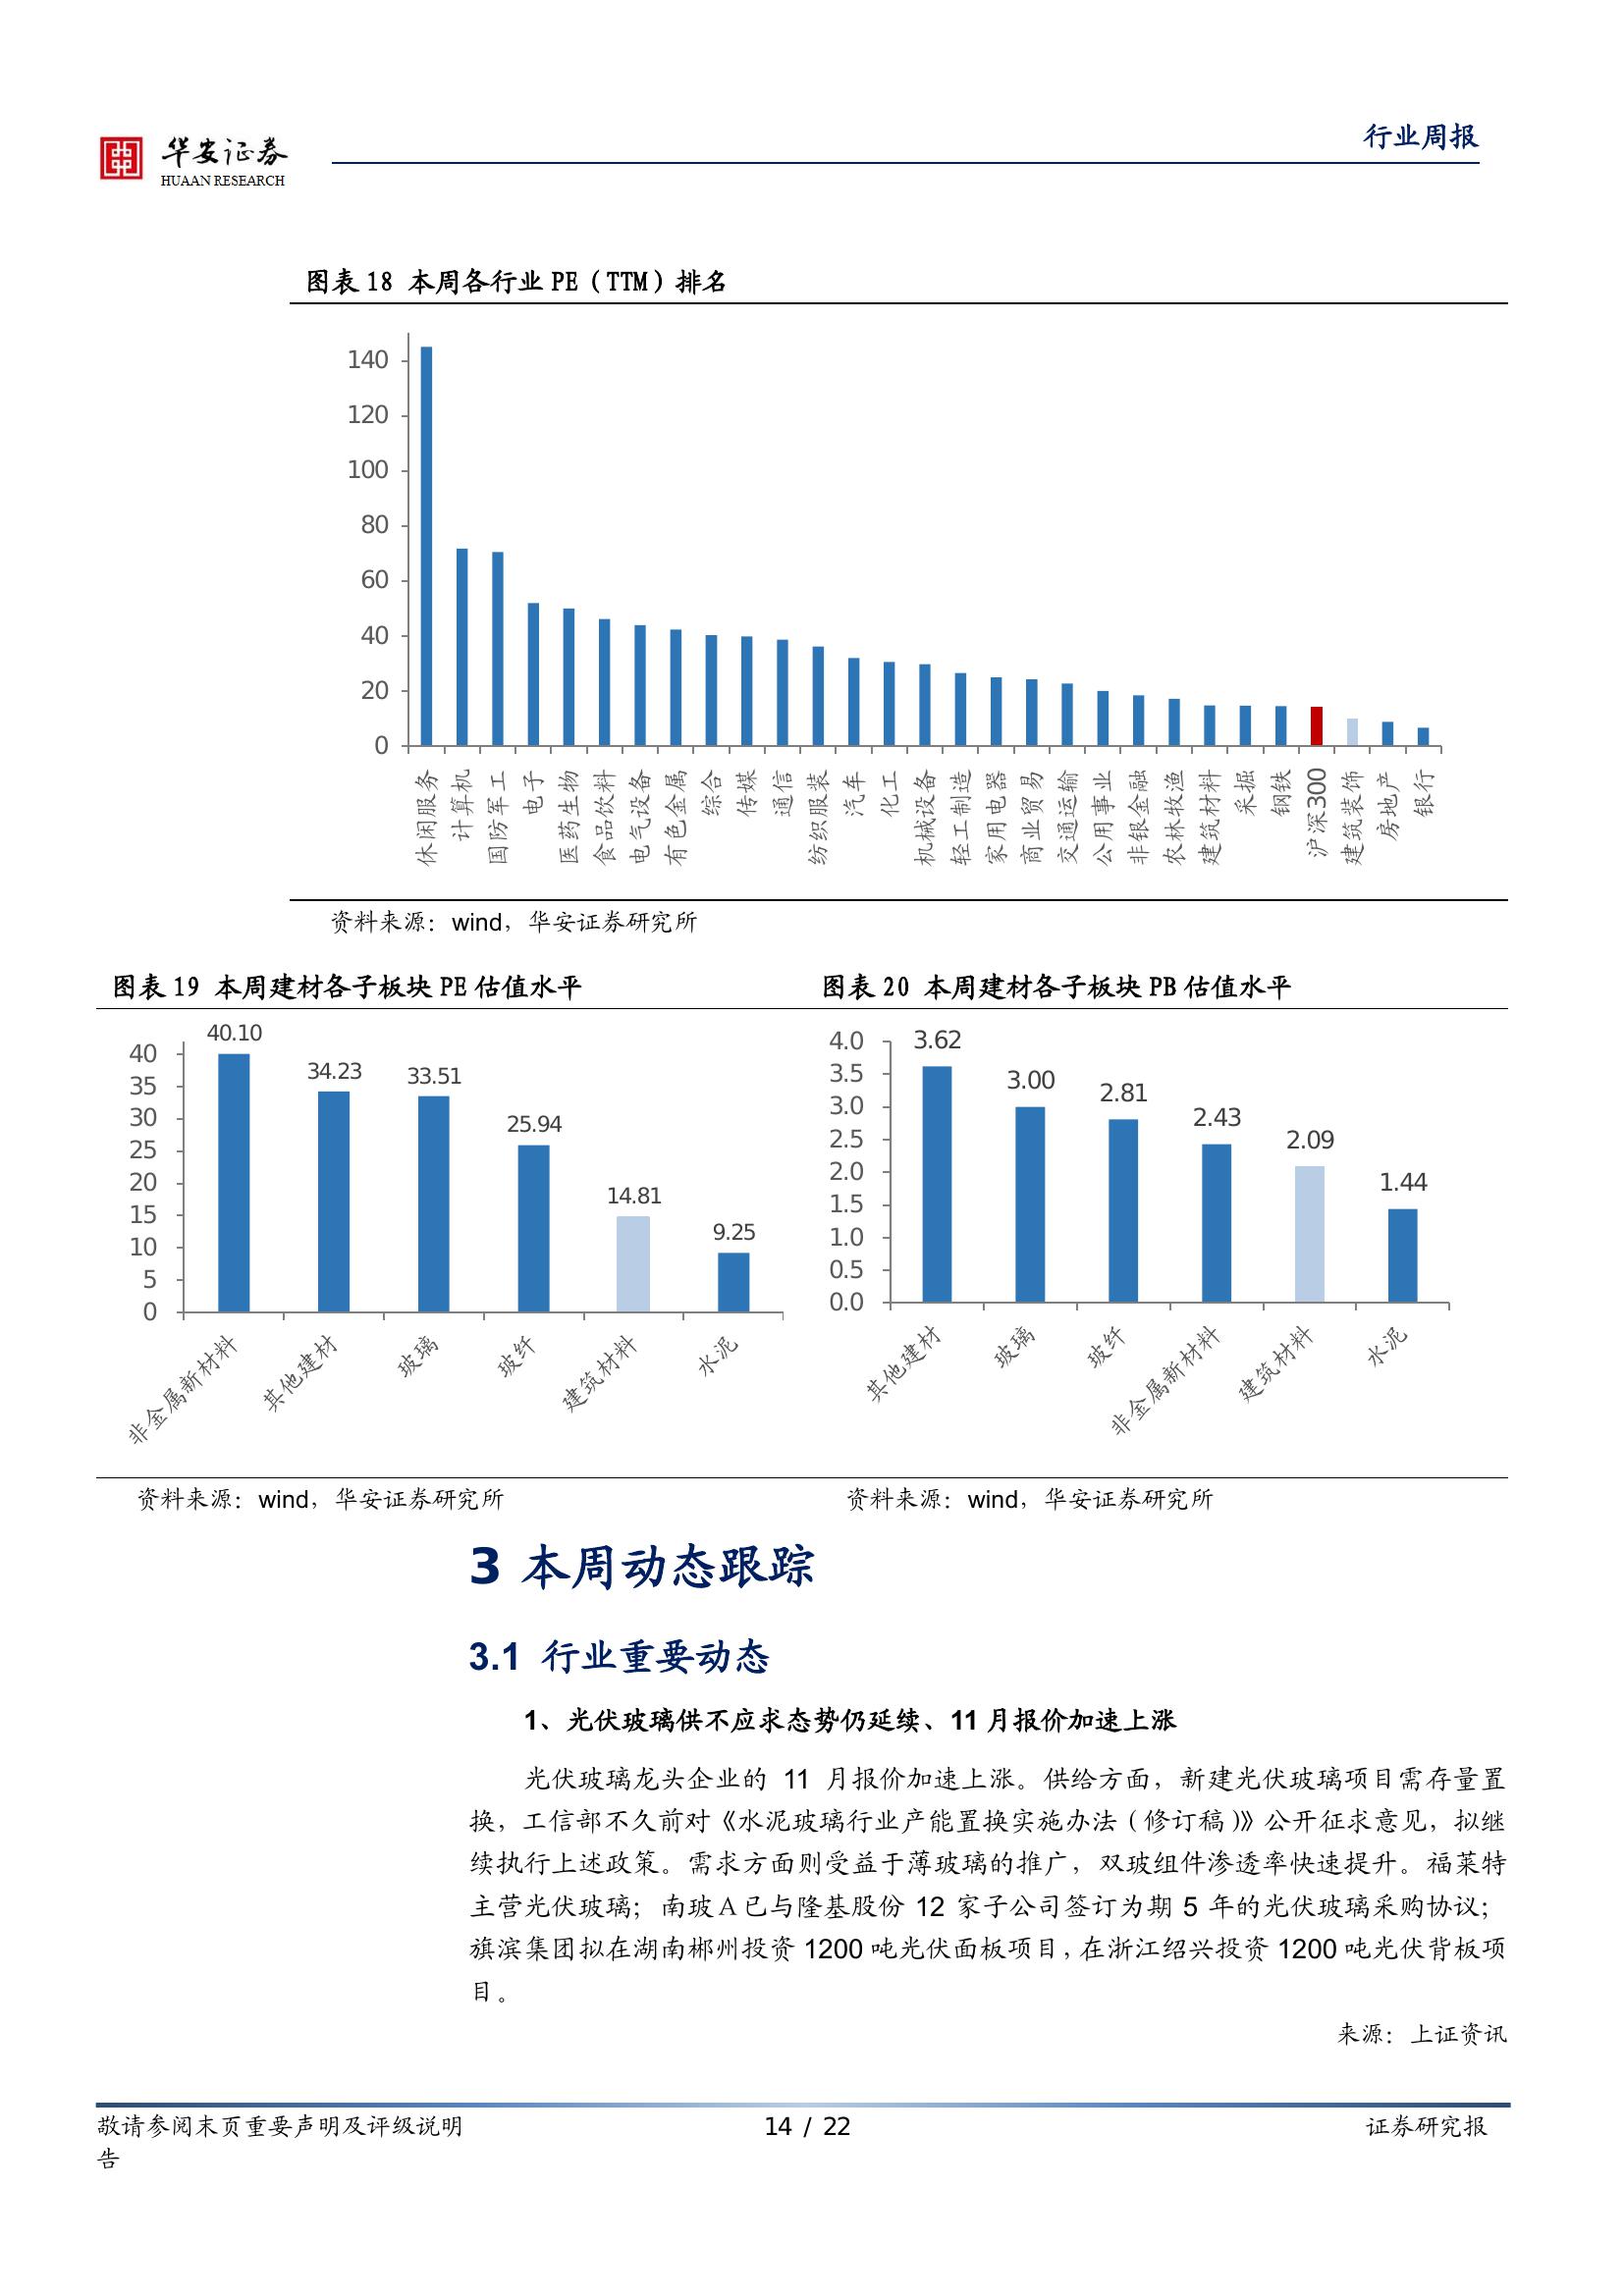 华安证券
HUAAN RESEARCH
行业周报
图表 18 本周各行业 PE（TTM）排名
140
120
100
80
60
40
20
0
休闲服务
计算机
国防军工
电子
医药生物
食品饮料
电气设备
有色金属
综合
传媒
通信
纺织服装
汽车
化工
机械设备
轻工制造
家用电器
商业贸易
交通运输
公用事业
非银金融
农林牧渔
建筑材料
采掘
钢铁
沪深300
建筑装饰
房地产
银行
资料来源：wind，华安证券研究所
图表 19 本周建材各子板块 PE 估值水平
40
35
30
25
20
15
10
5
0
40.10
34.23
33.51
25.94
14.81
9.25
非金属新材料
其他建材
玻璃
玻纤
建筑材料
水泥
资料来源：wind，华安证券研究所
图表 20 本周建材各子板块 PB 估值水平
4.0
3.5
3.0
2.5
2.0
1.5
1.0
0.5
0.0
3.62
3.00
2.81
2.43
2.09
1.44
其他建材
玻璃
玻纤
非金属新材料
建筑材料
水泥
资料来源：wind，华安证券研究所
3 本周动态跟踪
3.1 行业重要动态
1、光伏玻璃供不应求态势仍延续、11 月报价加速上涨
光伏玻璃龙头企业的 11 月报价加速上涨。供给方面，新建光伏玻璃项目需存量置
换，工信部不久前对《水泥玻璃行业产能置换实施办法（修订稿）》公开征求意见，拟继
续执行上述政策。需求方面则受益于薄玻璃的推广，双玻组件渗透率快速提升。福莱特
主营光伏玻璃；南玻Ａ已与隆基股份 12 家子公司签订为期 5 年的光伏玻璃采购协议；
旗滨集团拟在湖南郴州投资 1200 吨光伏面板项目，在浙江绍兴投资 1200 吨光伏背板项
目。
来源：上证资讯
敬请参阅末页重要声明及评级说明
14 / 22
证券研究报
告